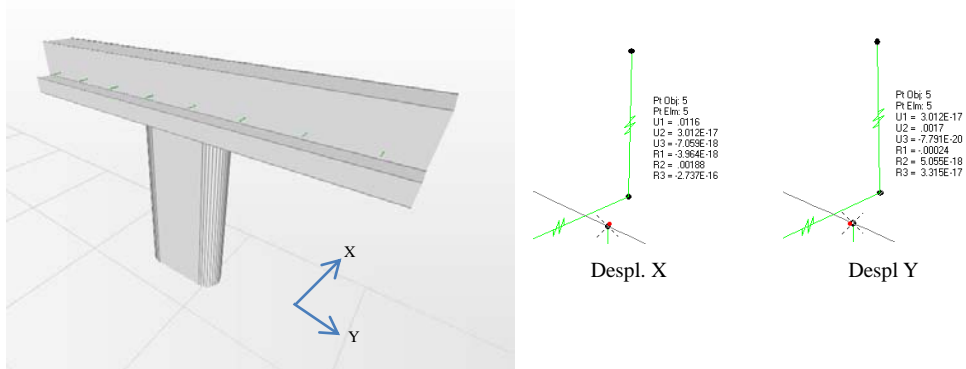 X
Y
Pt Obj: 5
Pt Elm: 5
U1 = .0116
U2 = 3.012E-17
U3 = -7.059E-18
R1 = -3.964E-18
R2 = .00188
R3 = -2.737E-16
Despl. X
Pt Obj: 5
Pt Elm: 5
U1 = 3.012E-17
U2 = .0017
U3 = -7.791E-20
R1 = -.00024
R2 = 5.055E-18
R3 = 3.315E-17
Despl Y